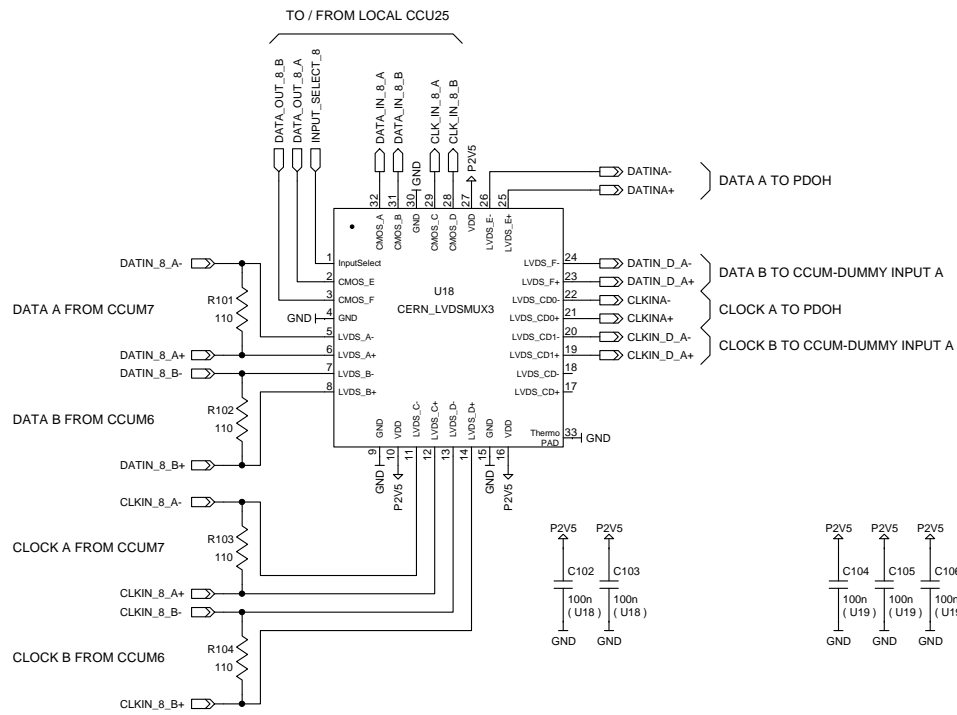 TO / FROM LOCAL CCU25
DATA_OUT_8_B
DATA_OUT_8_A
INPUT_SELECT_8
DATA_IN_8_A
DATA_IN_8_B
GND
CLK_IN_8_A
CLK_IN_8_B
P2V5
DATINA-
DATINA+
DATA A TO PDOH
32 31 30 29 28 27 26 25
CMOS_A
CMOS_B
GND
CMOS_C
CMOS_D
VDD
LVDS_E-
LVDS_E+
U18
CERN_LVDSMUX3
1 InputSelect
2 CMOS_E
3 CMOS_F
GND 4 GND
5 LVDS_A-
6 LVDS_A+
7 LVDS_B-
8 LVDS_B+
LVDS_F- 24 DATIN_D_A-
LVDS_F+ 23 DATIN_D_A+
DATA B TO CCUM-DUMMY INPUT A
LVDS_CD0- 22 CLKINA-
LVDS_CD0+ 21 CLKINA+
CLOCK A TO PDOH
LVDS_CD1- 20 CLKIN_D_A-
LVDS_CD1+ 19 CLKIN_D_A+
CLOCK B TO CCUM-DUMMY INPUT A
LVDS_CD- 18
LVDS_CD+ 17
Thermo
PAD
33 GND
GND
VDD
LVDS_C-
LVDS_C+
LVDS_D-
LVDS_D+
GND
VDD
9 10 11 12 13 14 15 16
GND
P2V5
GND
P2V5
DATIN_8_A-
R101
110
DATA A FROM CCUM7
DATIN_8_A+
DATIN_8_B-
R102
110
DATA B FROM CCUM6
DATIN_8_B+
CLKIN_8_A-
R103
110
CLOCK A FROM CCUM7
CLKIN_8_A+
CLKIN_8_B-
R104
110
CLOCK B FROM CCUM6
CLKIN_8_B+
P2V5 P2V5
C102 C103
100n 100n
( U18 ) ( U18 )
GND GND
P2V5 P2V5 P2V5
C104 C105
100n 100n
( U19 ) ( U19 )
GND GND GND